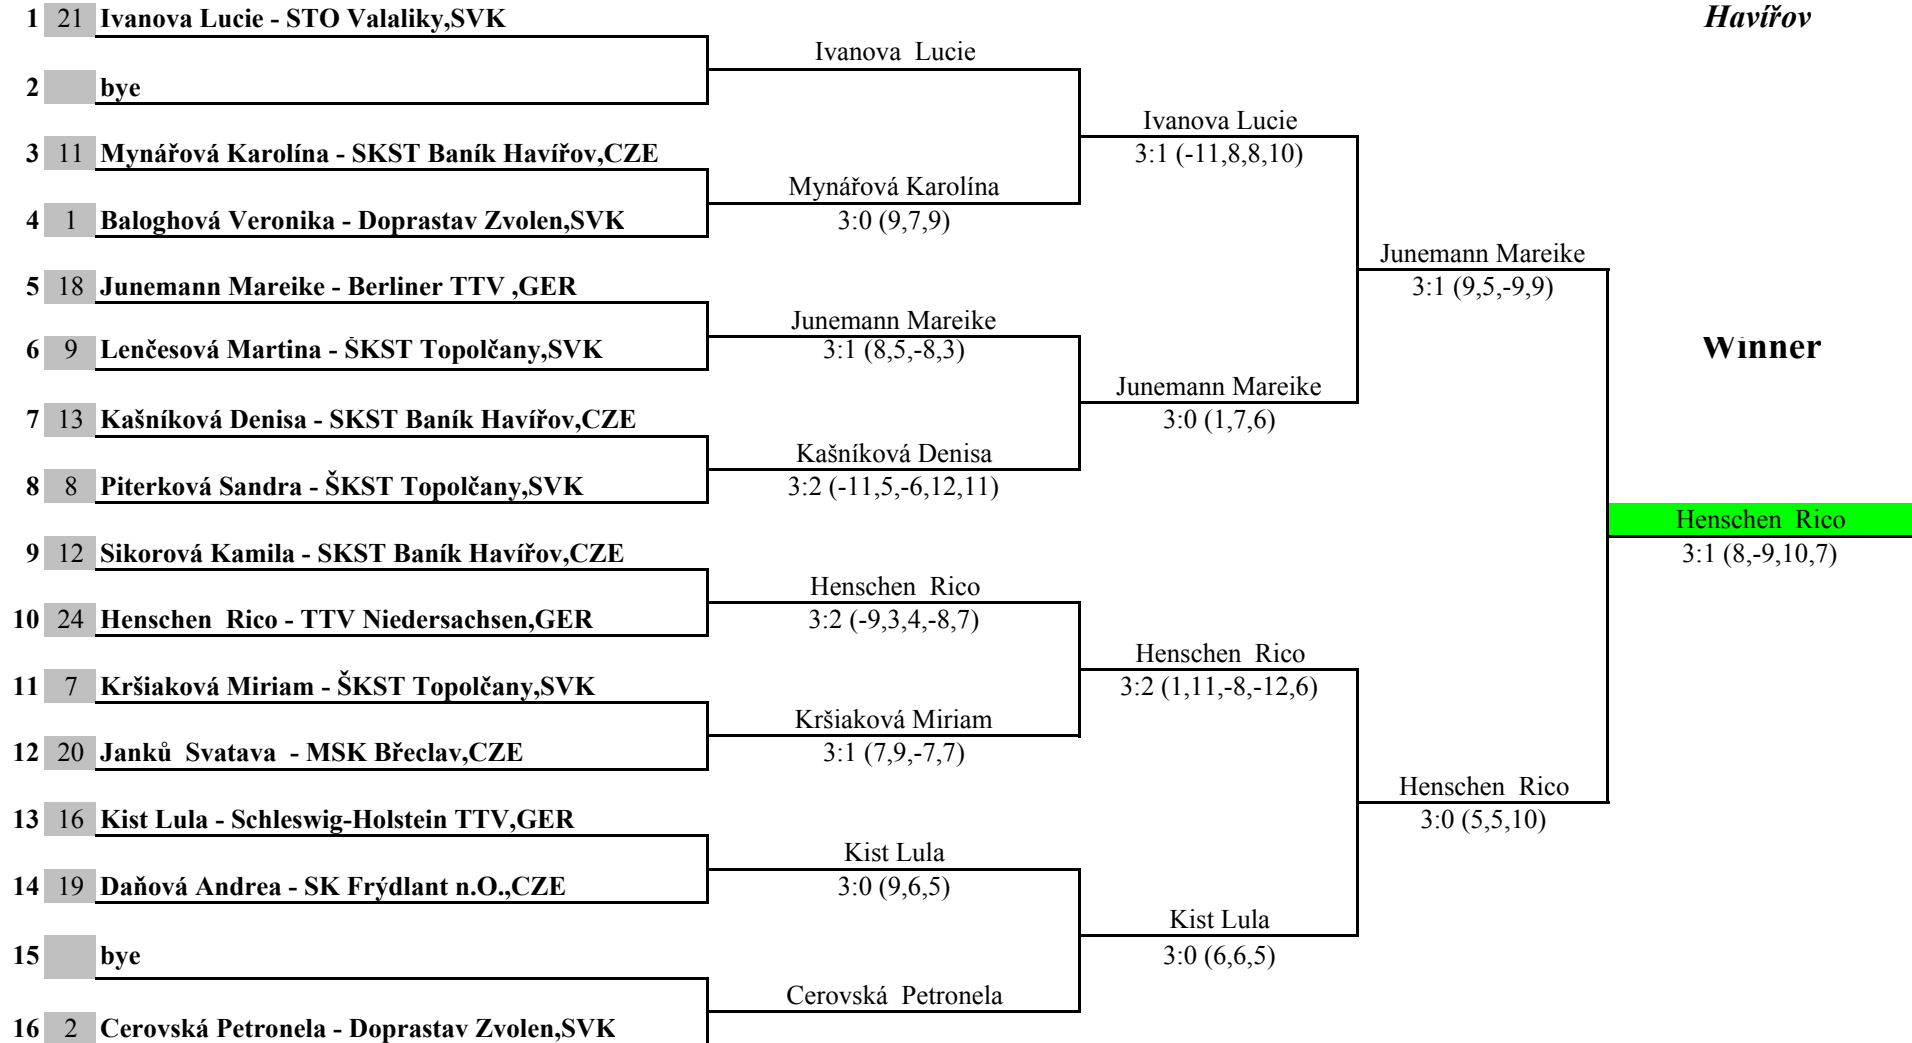 1 21 Ivanova Lucie - STO Valaliky,SVK
Havířov
Ivanova  Lucie
2 bye
Ivanova Lucie
3 11 Mynářová Karolína - SKST Baník Havířov,CZE
3:1 (-11,8,8,10)
Mynářová Karolína
4 1 Baloghová Veronika - Doprastav Zvolen,SVK
3:0 (9,7,9)
Junemann Mareike
5 18 Junemann Mareike - Berliner TTV ,GER
3:1 (9,5,-9,9)
Junemann Mareike
6 9 Lenčesová Martina - ŠKST Topolčany,SVK
3:1 (8,5,-8,3)
Winner
Junemann Mareike
7 13 Kašníková Denisa - SKST Baník Havířov,CZE
3:0 (1,7,6)
Kašníková Denisa
8 8 Piterková Sandra - ŠKST Topolčany,SVK
3:2 (-11,5,-6,12,11)
Henschen  Rico
9 12 Sikorová Kamila - SKST Baník Havířov,CZE
3:1 (8,-9,10,7)
Henschen  Rico
10 24 Henschen  Rico - TTV Niedersachsen,GER
3:2 (-9,3,4,-8,7)
Henschen  Rico
11 7 Kršiaková Miriam - ŠKST Topolčany,SVK
3:2 (1,11,-8,-12,6)
Kršiaková Miriam
12 20 Janků  Svatava  - MSK Břeclav,CZE
3:1 (7,9,-7,7)
Henschen  Rico
13 16 Kist Lula - Schleswig-Holstein TTV,GER
3:0 (5,5,10)
Kist Lula
14 19 Daňová Andrea - SK Frýdlant n.O.,CZE
3:0 (9,6,5)
Kist Lula
15 bye
3:0 (6,6,5)
Cerovská  Petronela
16 2 Cerovská Petronela - Doprastav Zvolen,SVK